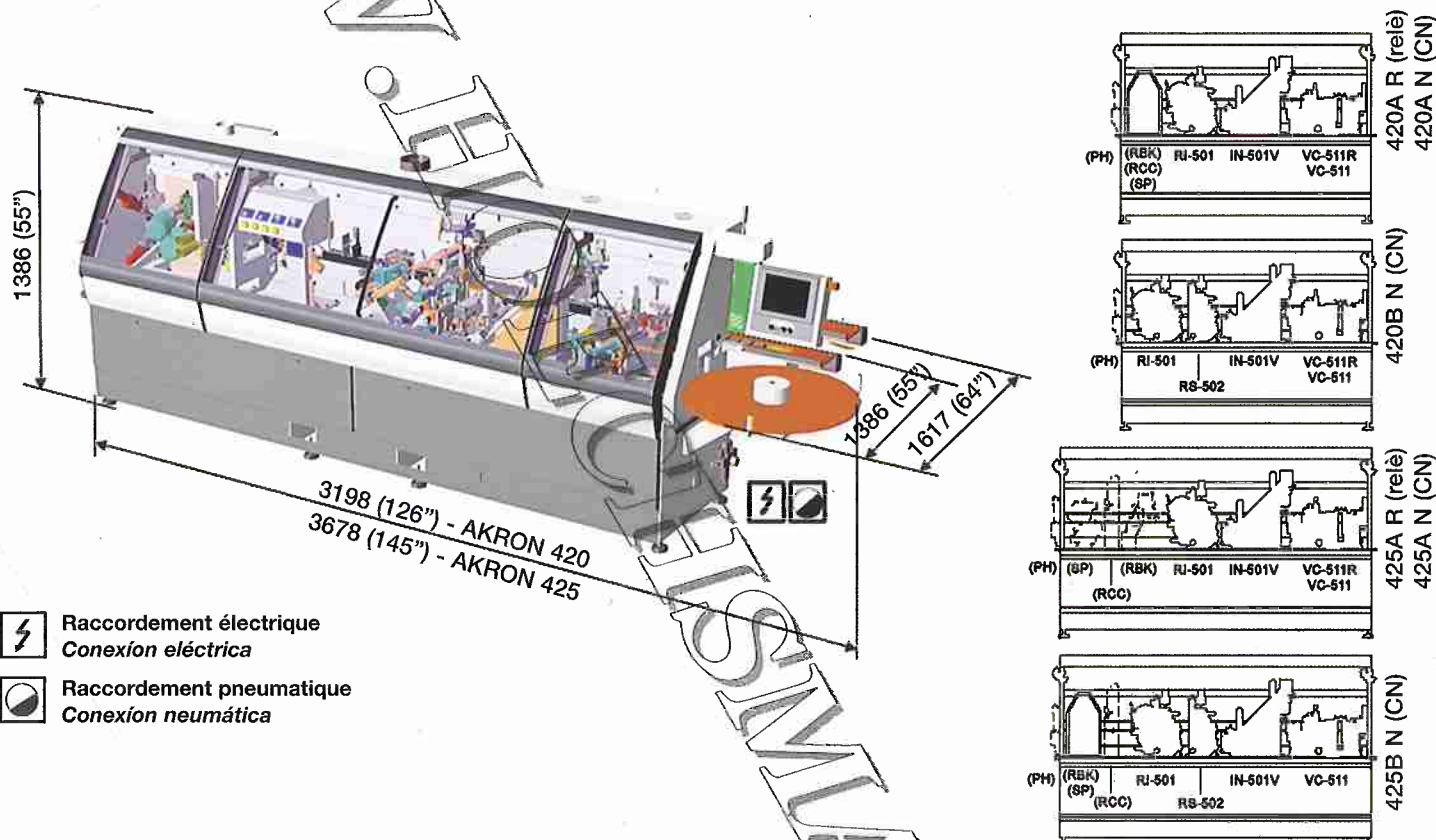 1386 (55”)
1386 (55”)
1617 (64”)
3198 (126”) - AKRON 420
3678 (145”) - AKRON 425
Raccordement électrique
Conexíon eléctrica
Raccordement pneumatique
Conexíon neumática
420A R (relè)
420A N (CN)
(PH) (RBK) RI-501 IN-501V VC-511R
(RCC) VC-511
(SP)
420B N (CN)
(PH) RI-501 IN-501V VC-511R
VC-511
RS-502
425A R (relè)
425A N (CN)
(PH) (SP) (RBK) RI-501 IN-501V VC-511R
VC-511
(RCC)
425B N (CN)
(PH) (RBK) RI-501 IN-501V VC-511
(SP)
(RCC) RS-502